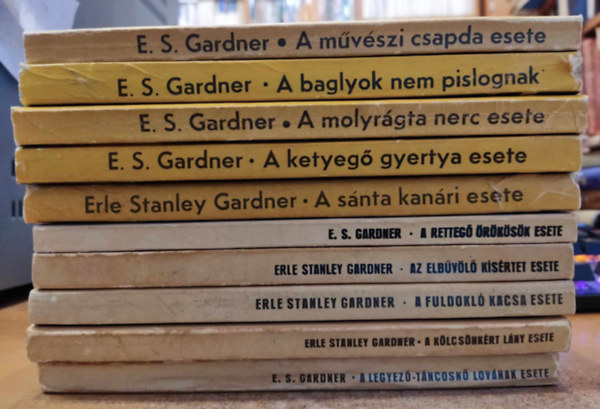 E. S. Gardner • A művészi csapda esete
E. S. Gardner · A baglyok nem pislognak
E. S. Gardner • A molyrágta nerc esete
E. S. Gardner · A ketyegő gyertya esete
Erle Stanley Gardner · A sánta kanári esete
E. S. GARDNER · A RETTEGŐ ÖRÖKÖSÖK ESETE
ERLE STANLEY GARDNER · AZ ELBŰVÖLŐ KÍSÉRTET ESETE
ERLE STANLEY GARDNER · A FULDOKLÓ KACSA ESETE
ERLE STANLEY GARDNER · A KÖLCSÖNKÉRT LÁNY ESETE
E. S. GARDNER · A LEGYEZŐ-TÁNCOSNŐ LOVÁNAK ESETE